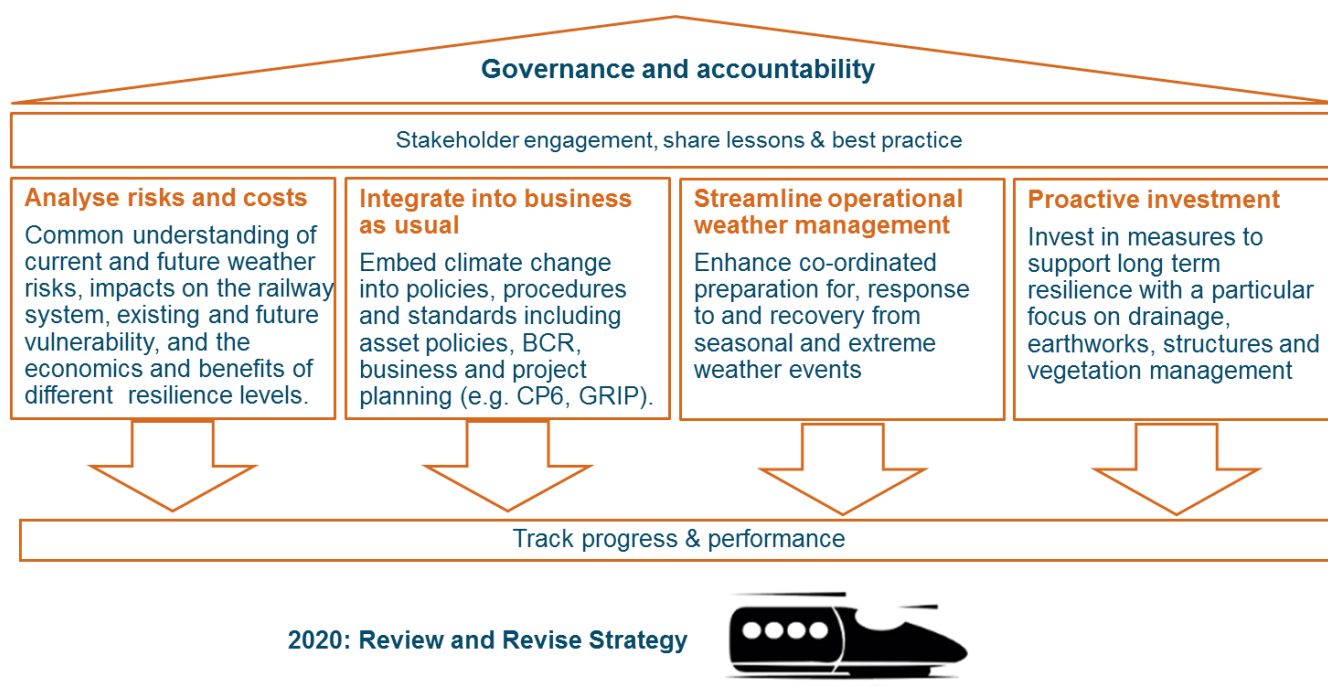 Governance and accountability
Stakeholder engagement, share lessons & best practice
Analyse risks and costs
Common understanding of
current and future weather
risks, impacts on the railway
system, existing and future
vulnerability, and the
economics and benefits of
different  resilience levels.
Integrate into business
as usual
Embed climate change
into policies, procedures
and standards including
asset policies, BCR,
business and project
planning (e.g. CP6, GRIP).
Streamline operational
weather management
Enhance co-ordinated
preparation for, response
to and recovery from
seasonal and extreme
weather events
Proactive investment
Invest in measures to
support long term
resilience with a particular
focus on drainage,
earthworks, structures and
vegetation management
Track progress & performance
2020: Review and Revise Strategy